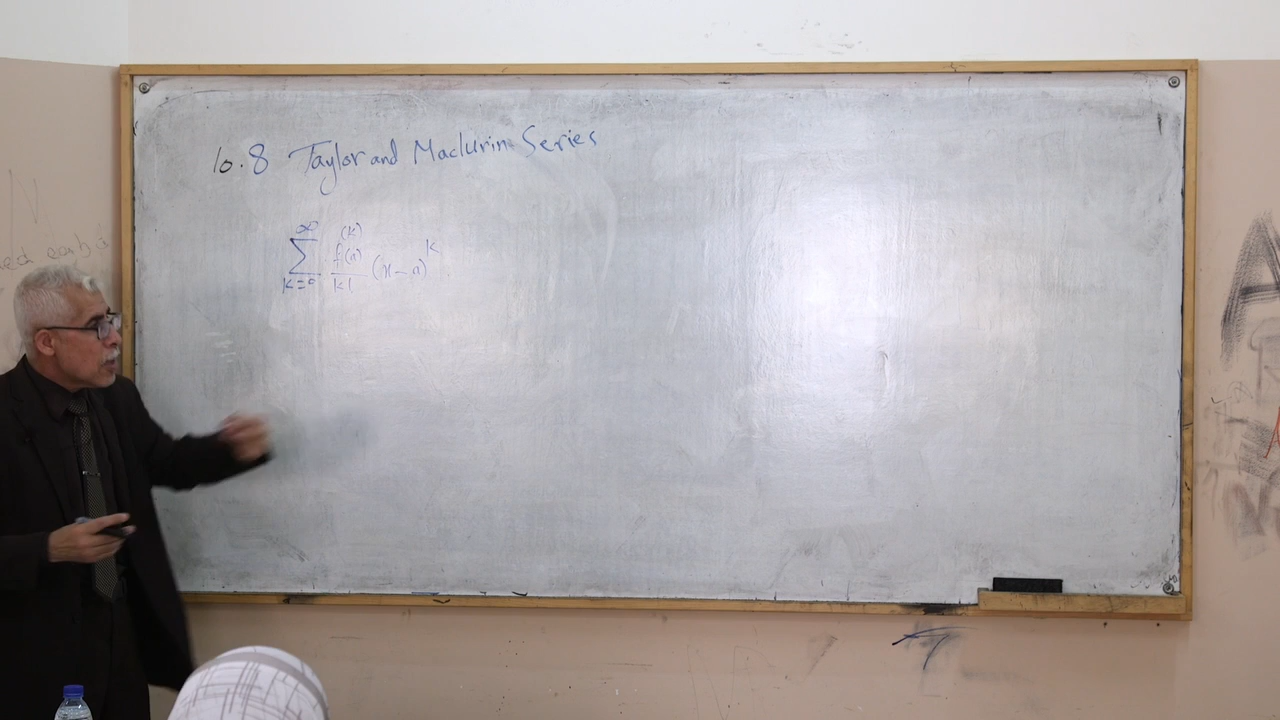 10.8 Taylor and Maclurin Series
∞ ∑ k=0 f^(k)(a) / k! (x-a)^k